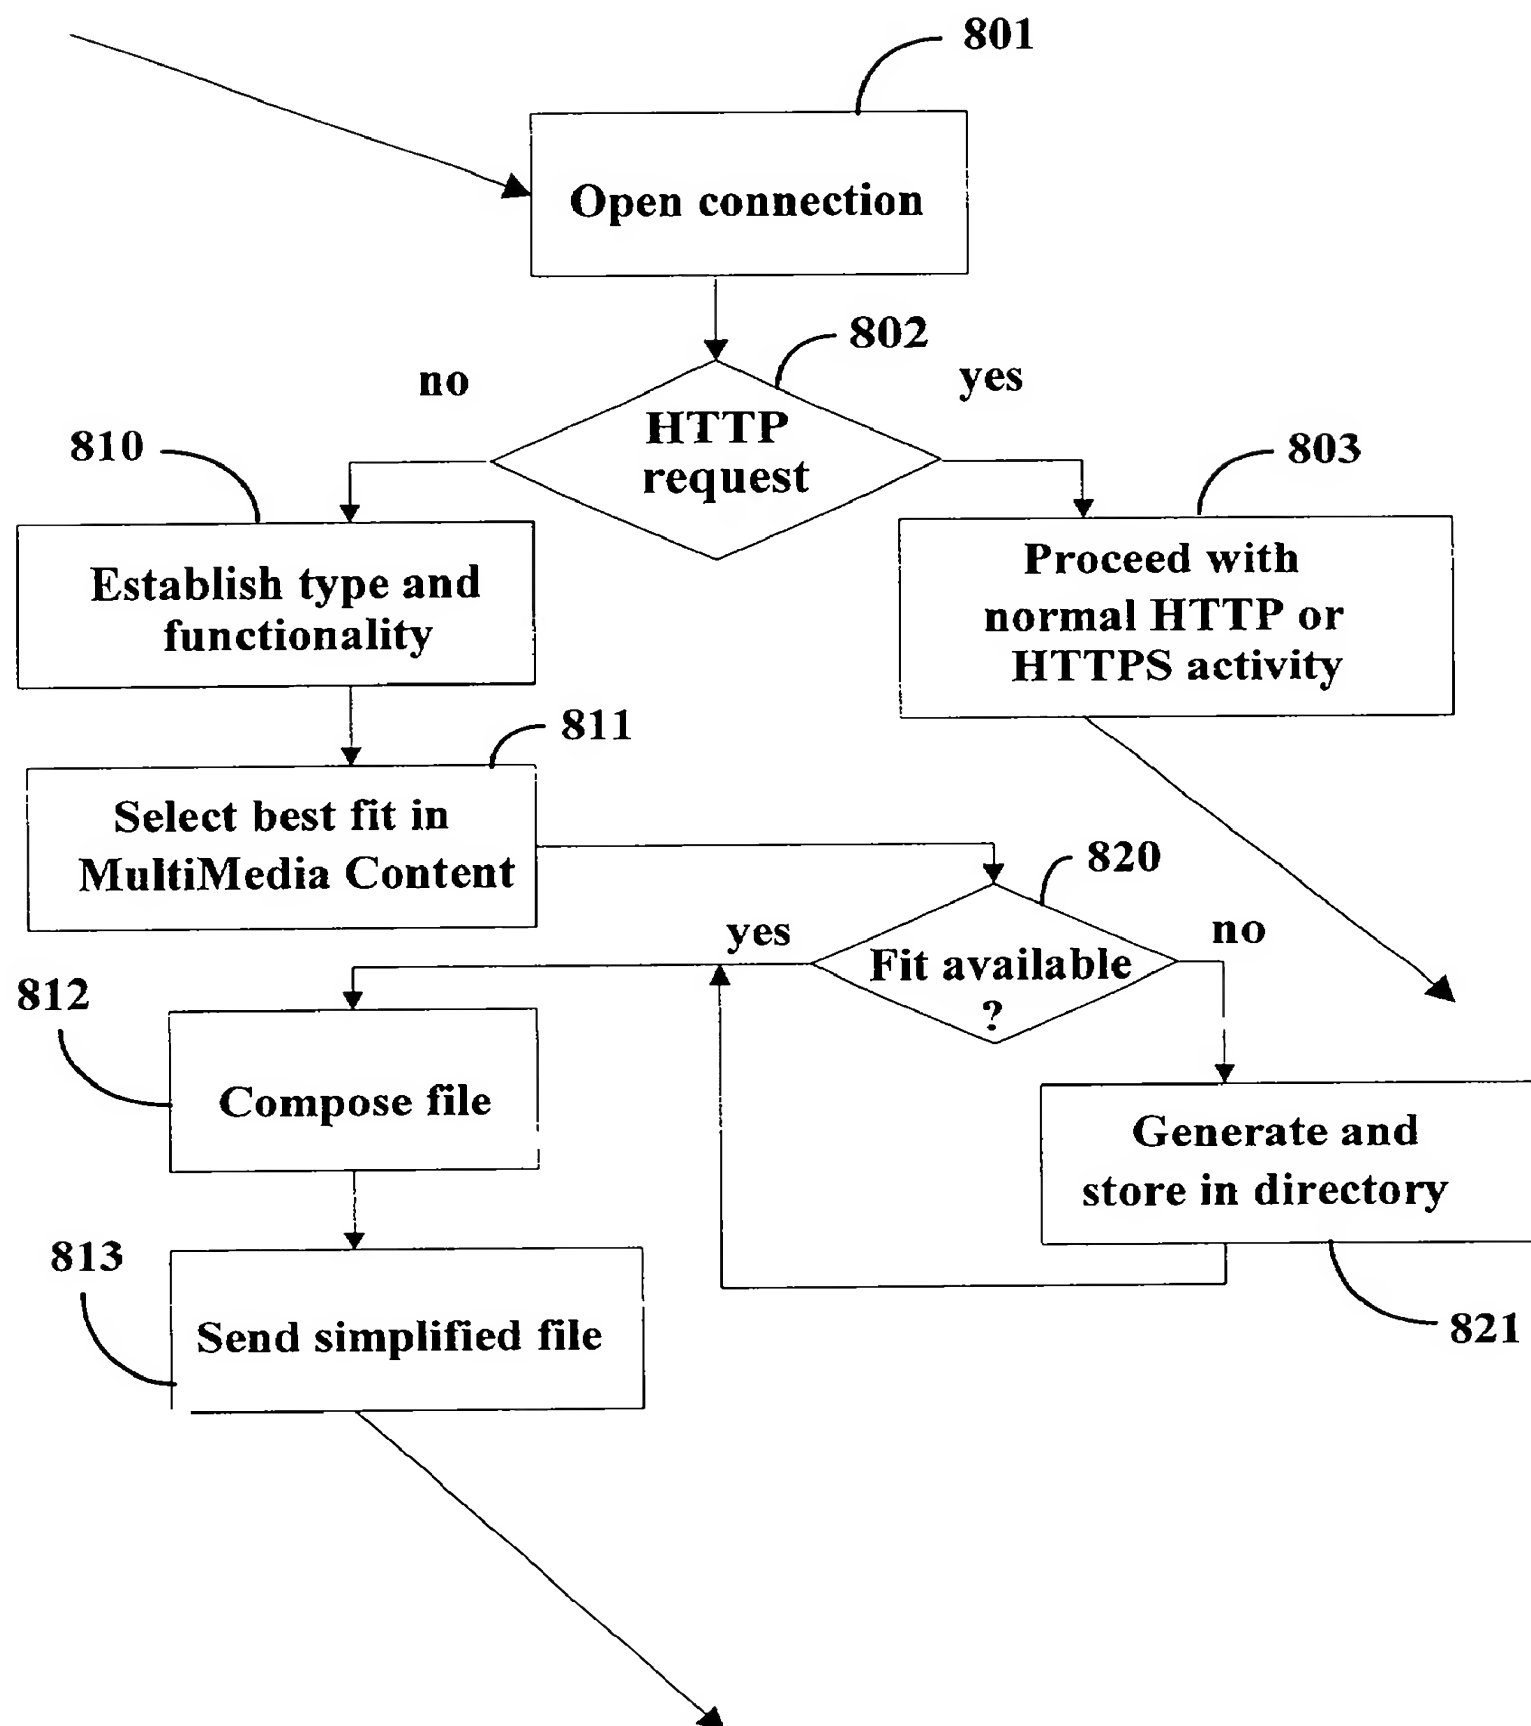 801
Open connection
802
no
yes
HTTP
request
810
803
Establish type and
functionality
Proceed with
normal HTTP or
HTTPS activity
811
Select best fit in
MultiMedia Content
820
yes
no
Fit available
?
812
Compose file
Generate and
store in directory
813
Send simplified file
821